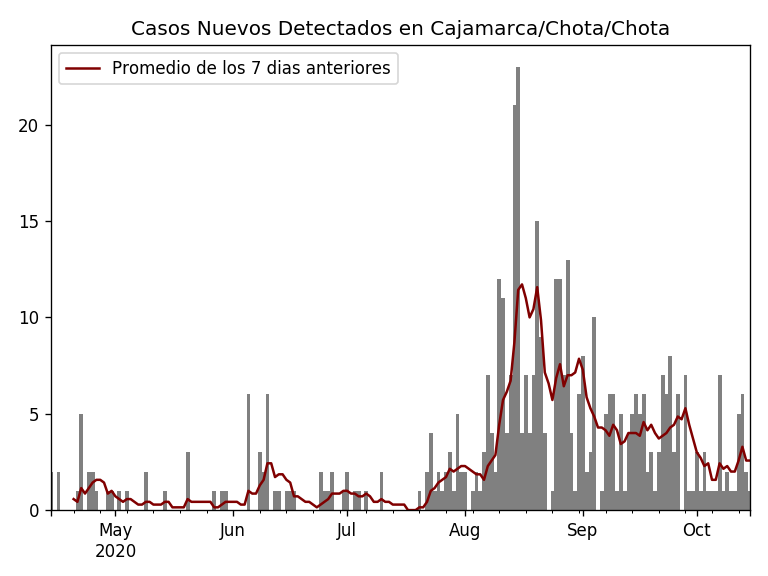 Casos Nuevos Detectados en Cajamarca/Chota/Chota
Promedio de los 7 dias anteriores
20
15
10
5
0
May Jun Jul Aug Sep Oct
2020